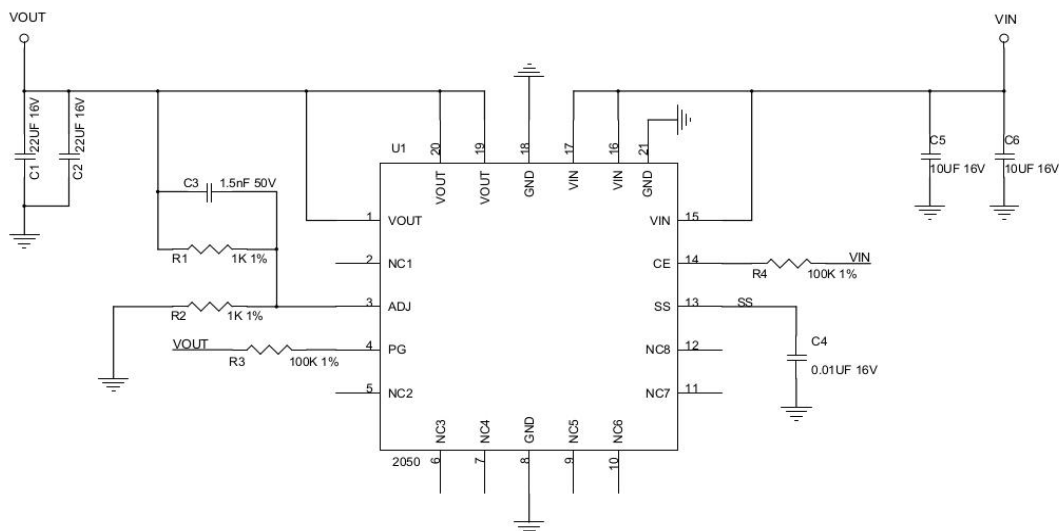 VOUT
VIN
22UF 16V
C1
22UF 16V
C2
U1
20
19
18
17
16
21
VOUT
VOUT
GND
VIN
VIN
GND
C5
10UF 16V
C6
10UF 16V
C3 1.5nF 50V
1 VOUT
VIN 15
R1 1K 1%
2 NC1
CE 14
R4 100K 1%
VIN
R2 1K 1%
3 ADJ
SS 13
SS
VOUT
R3 100K 1%
4 PG
NC8 12
C4
0.01UF 16V
5 NC2
NC7 11
NC3
NC4
GND
NC5
NC6
2050
6
7
8
9
10